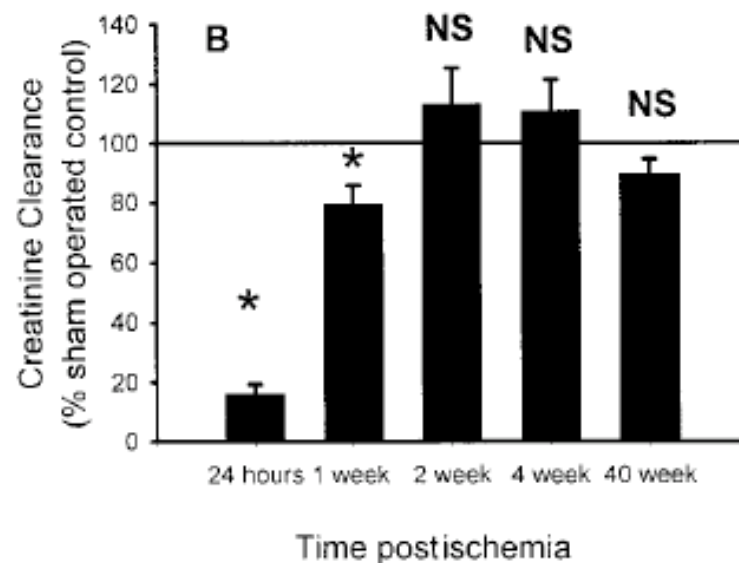 B
NS
NS
NS
*
*
140
120
100
80
60
40
20
0
Creatinine Clearance
(% sham operated control)
24 hours 1 week 2 week 4 week 40 week
Time postischemia